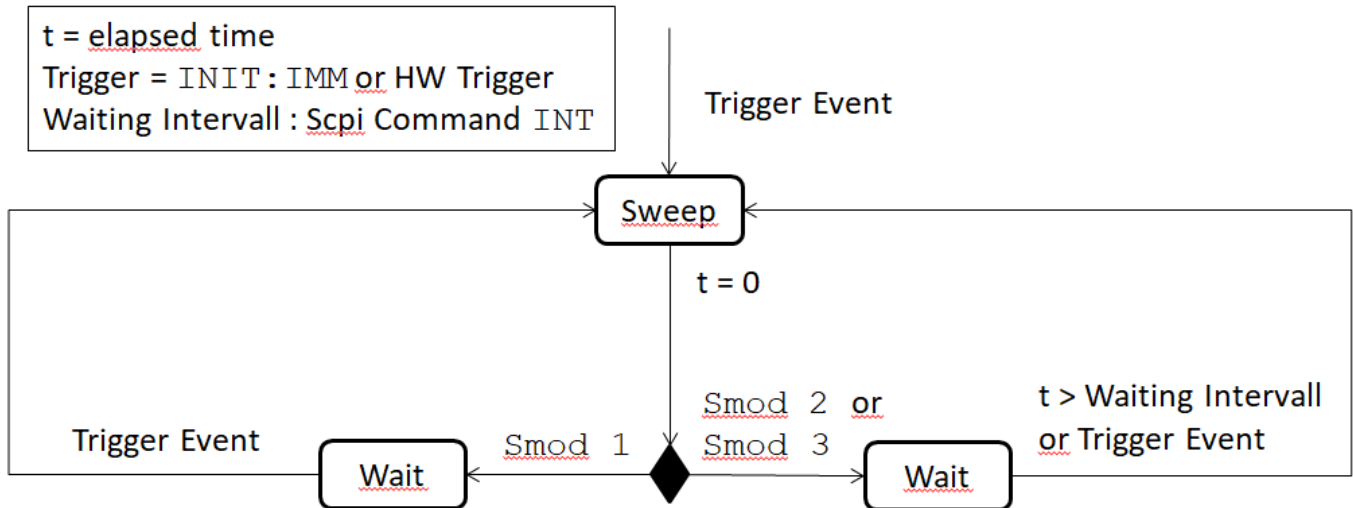 t = elapsed time
Trigger = INIT:IMM or HW Trigger
Waiting Intervall : Scpi Command INT
Trigger Event
Sweep
t = 0
Smod 2 or
Smod 3
t > Waiting Intervall
or Trigger Event
Trigger Event
Smod 1
Wait
Wait